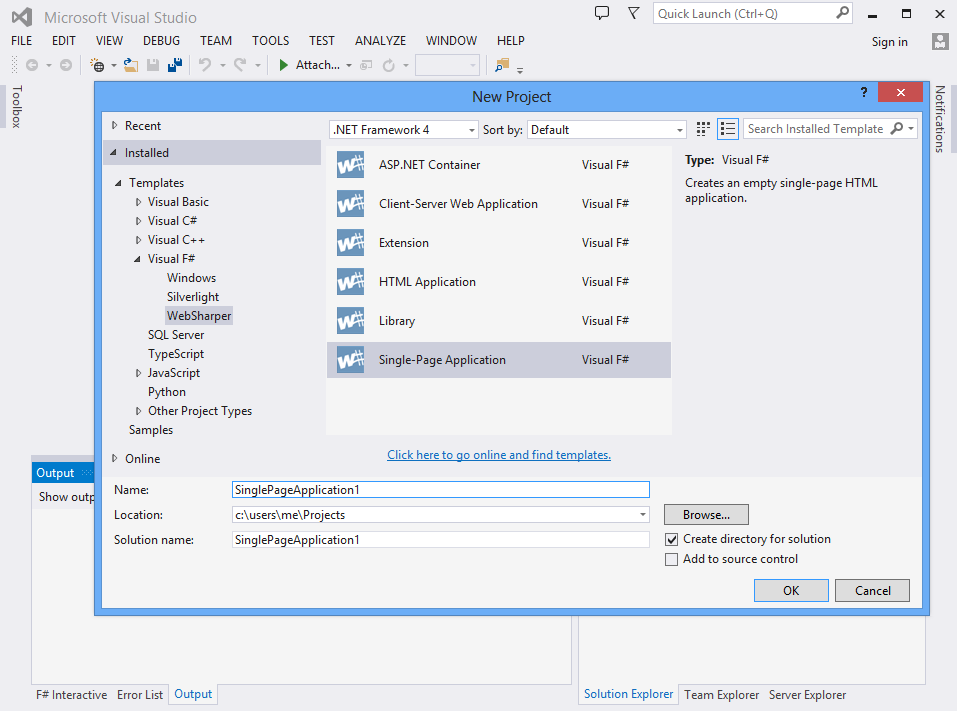 Microsoft Visual Studio
Quick Launch (Ctrl+Q)
FILE EDIT VIEW DEBUG TEAM TOOLS TEST ANALYZE WINDOW HELP
Sign in
Attach...
Toolbox
Notifications
New Project
?
Recent
Installed
Templates
Visual Basic
Visual C#
Visual C++
Visual F#
Windows
Silverlight
WebSharper
SQL Server
TypeScript
JavaScript
Python
Other Project Types
Samples
Online
.NET Framework 4
Sort by: Default
Search Installed Template
ASP.NET Container Visual F#
Client-Server Web Application Visual F#
Extension Visual F#
HTML Application Visual F#
Library Visual F#
Single-Page Application Visual F#
Click here to go online and find templates.
Type: Visual F#
Creates an empty single-page HTML
application.
Name: SinglePageApplication1
Location: c:\users\me\Projects
Browse...
Solution name: SinglePageApplication1
Create directory for solution
Add to source control
OK Cancel
Output
Show outp
F# Interactive Error List Output
Solution Explorer Team Explorer Server Explorer